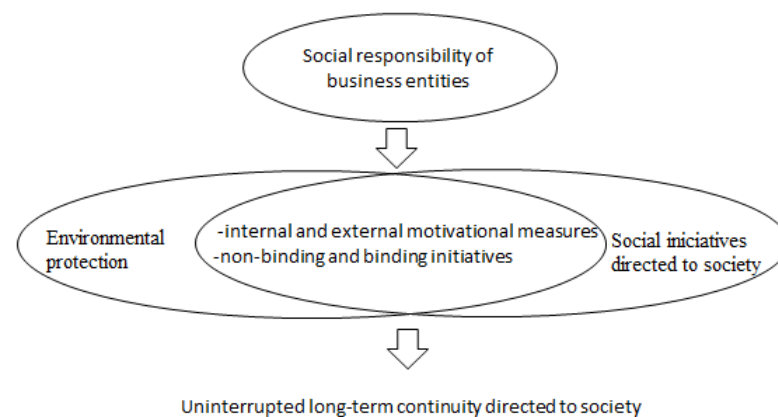 Social responsibility of
business entities
Environmental
protection
-internal and external motivational measures
-non-binding and binding initiatives
Social iniciatives
directed to society
Uninterrupted long-term continuity directed to society